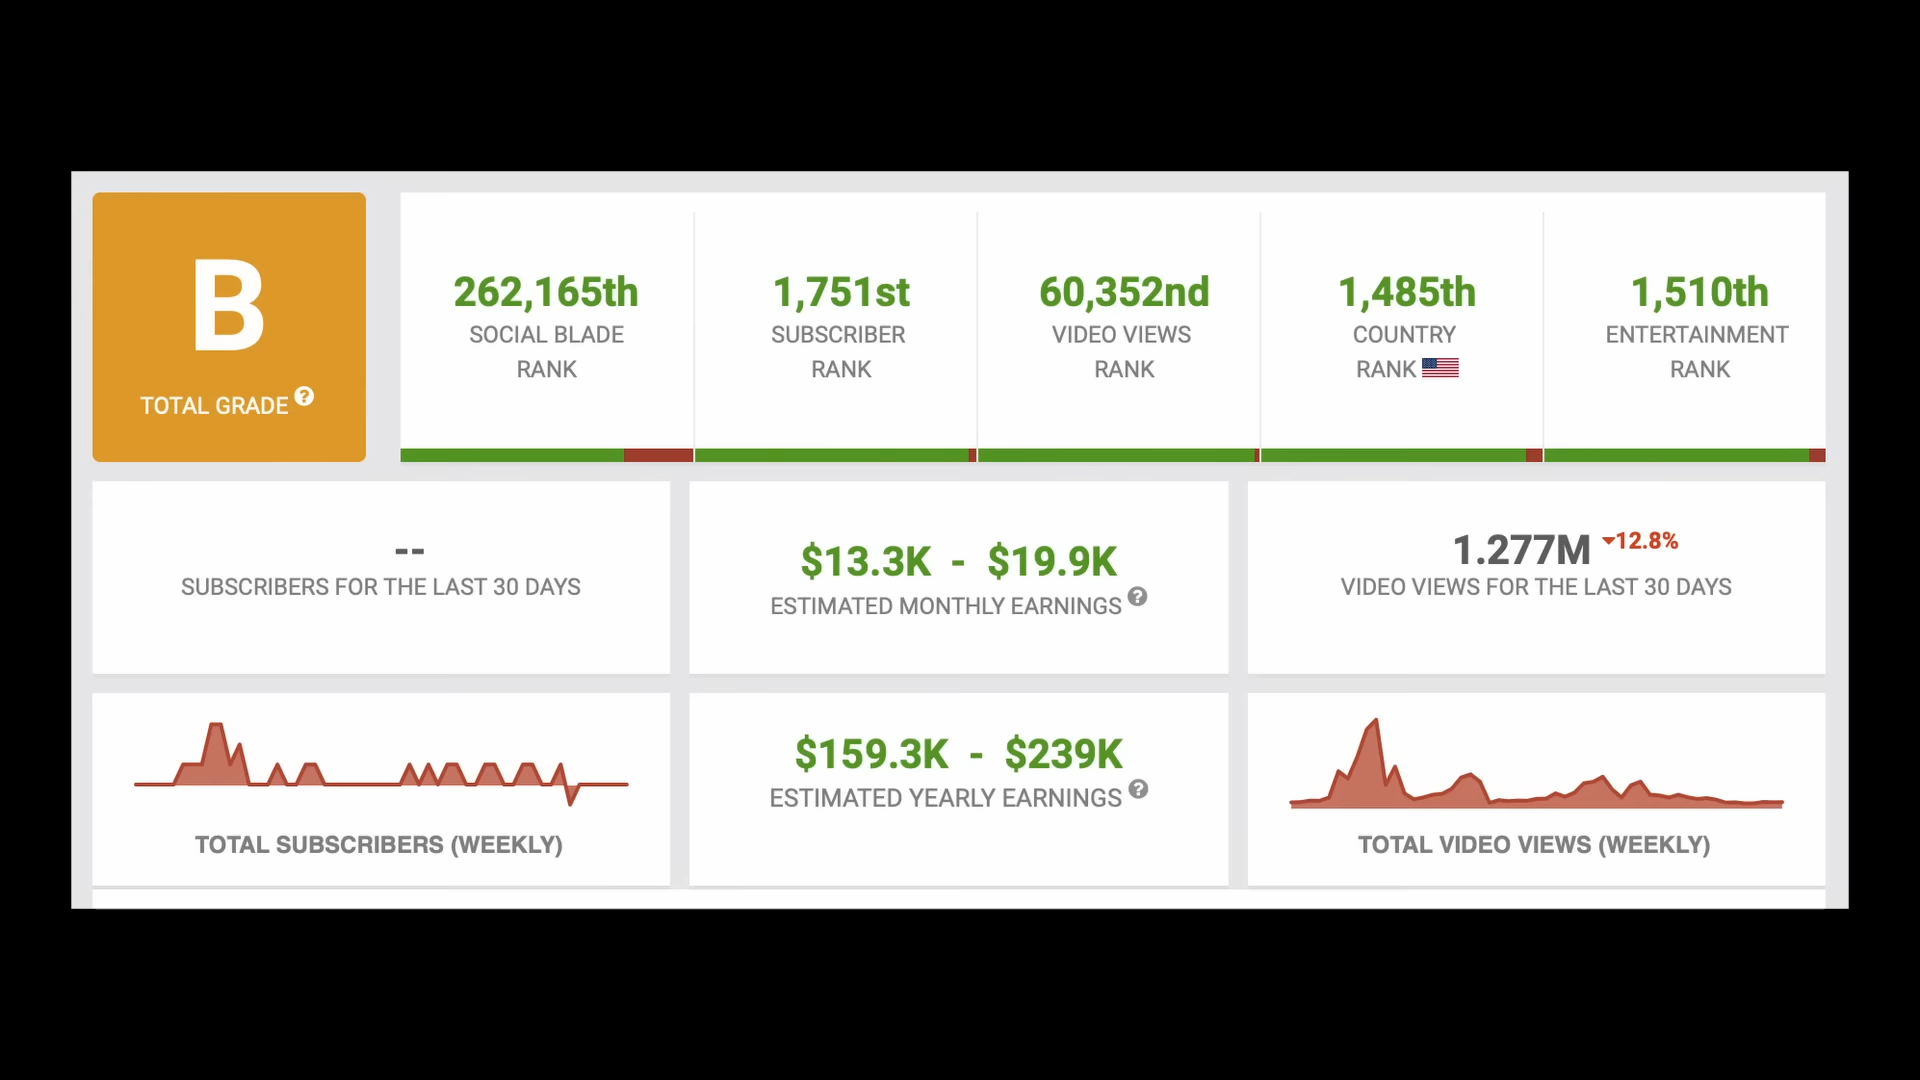 B
TOTAL GRADE ?
262,165th
SOCIAL BLADE
RANK
1,751st
SUBSCRIBER
RANK
60,352nd
VIDEO VIEWS
RANK
1,485th
COUNTRY
RANK
1,510th
ENTERTAINMENT
RANK
--
SUBSCRIBERS FOR THE LAST 30 DAYS
$13.3K - $19.9K
ESTIMATED MONTHLY EARNINGS ?
1.277M 12.8%
VIDEO VIEWS FOR THE LAST 30 DAYS
TOTAL SUBSCRIBERS (WEEKLY)
$159.3K - $239K
ESTIMATED YEARLY EARNINGS ?
TOTAL VIDEO VIEWS (WEEKLY)